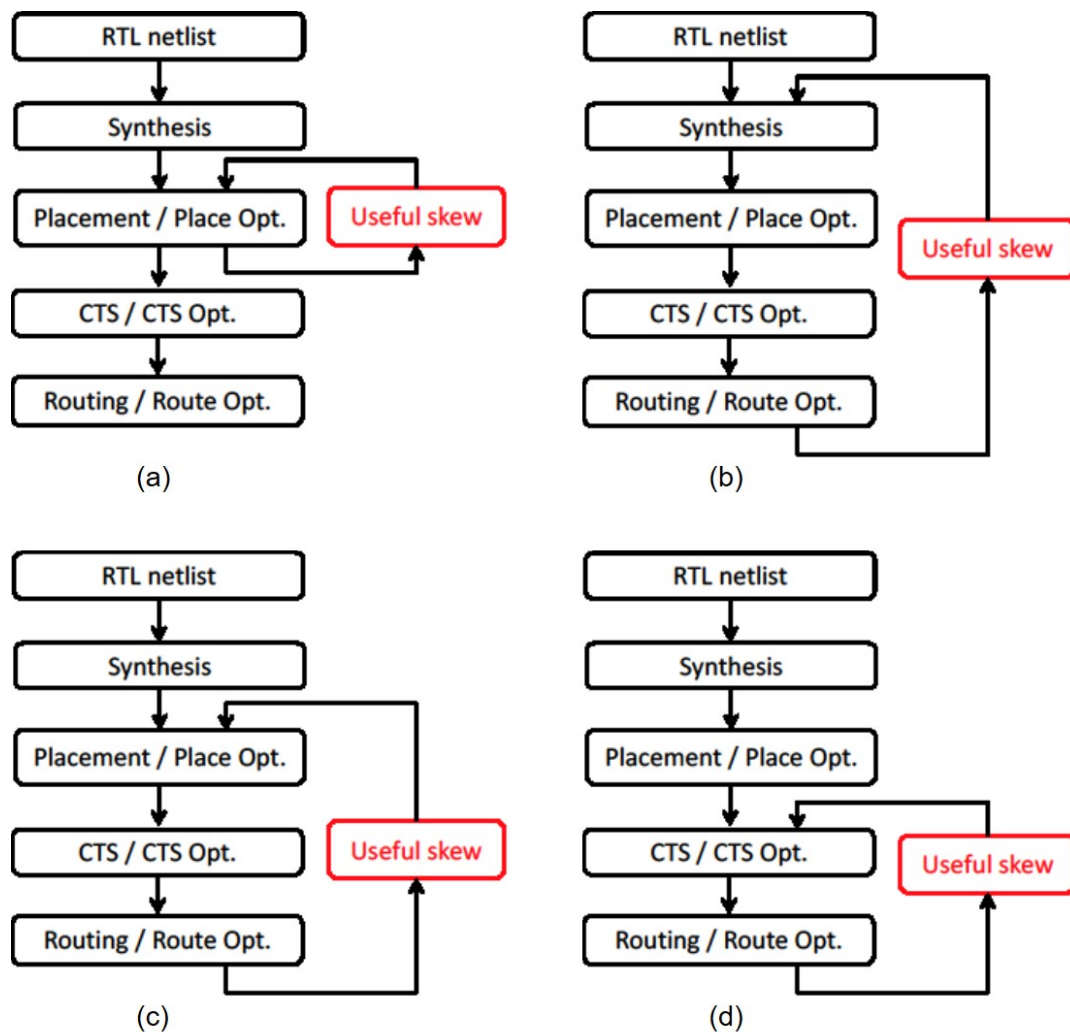 RTL netlist
Synthesis
Placement / Place Opt.
Useful skew
CTS / CTS Opt.
Routing / Route Opt.
(a)
RTL netlist
Synthesis
Placement / Place Opt.
Useful skew
CTS / CTS Opt.
Routing / Route Opt.
(b)
RTL netlist
Synthesis
Placement / Place Opt.
CTS / CTS Opt.
Useful skew
Routing / Route Opt.
(c)
RTL netlist
Synthesis
Placement / Place Opt.
CTS / CTS Opt.
Useful skew
Routing / Route Opt.
(d)